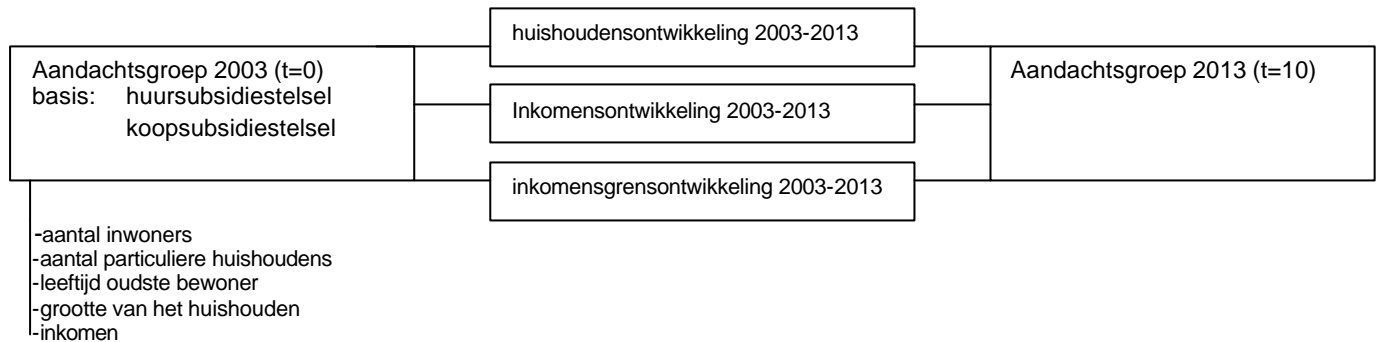 Aandachtsgroep 2003 (t=0)
basis: huursubsidiestelsel
koopsubsidiestelsel
-aantal inwoners
-aantal particuliere huishoudens
-leeftijd oudste bewoner
-grootte van het huishouden
-inkomen
huishoudensontwikkeling 2003-2013
Inkomensontwikkeling 2003-2013
inkomensgrensontwikkeling 2003-2013
Aandachtsgroep 2013 (t=10)